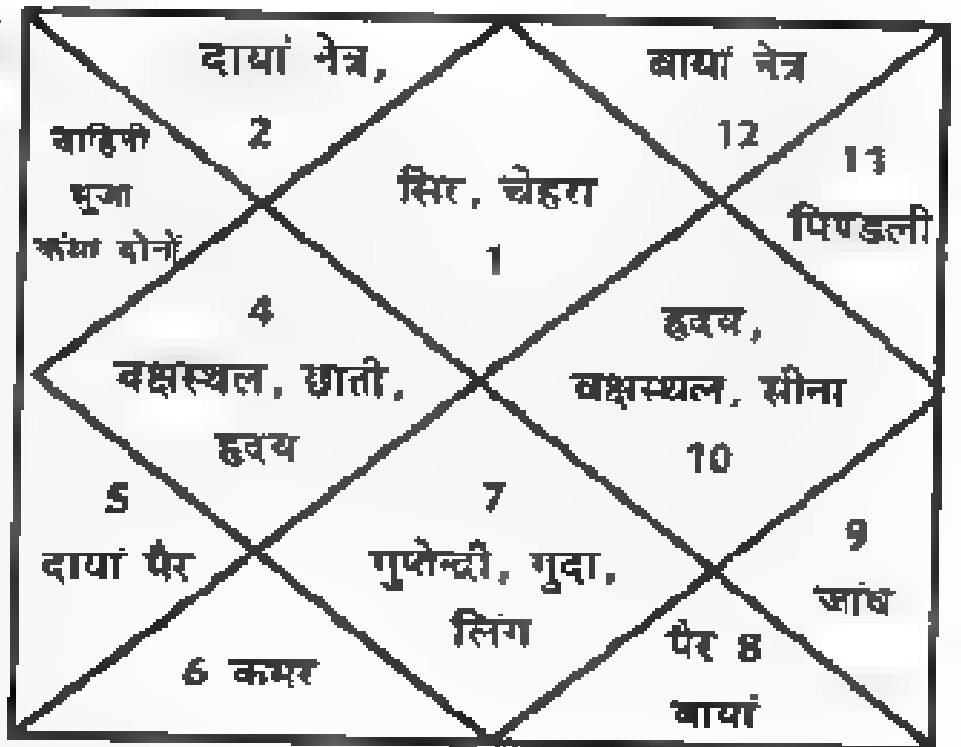 दायां नेत्र,
2
बायां नेत्र
12
11
पिण्डली
दाहिनी
भुजा
कंधा दोनों
सिर, चेहरा
1
4
वक्षस्थल, छाती,
हृदय
हृदय,
वक्षस्थल, सीना
10
5
दायां पैर
7
गुप्तेन्द्री, गुदा,
लिंग
9
जांघ
6 कमर
पैर 8
बायां